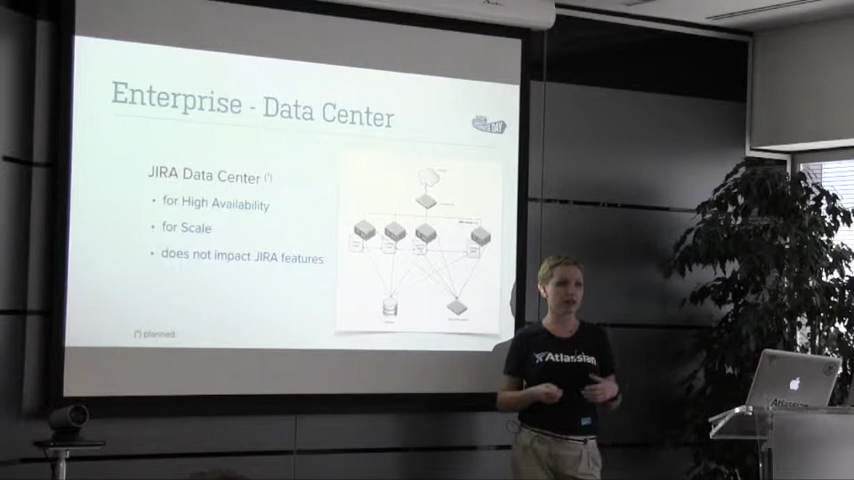 Enterprise - Data Center
JIRA Data Center (*)
• for High Availability
• for Scale
• does not impact JIRA features
(*) planned
Atlassian
Atlassian